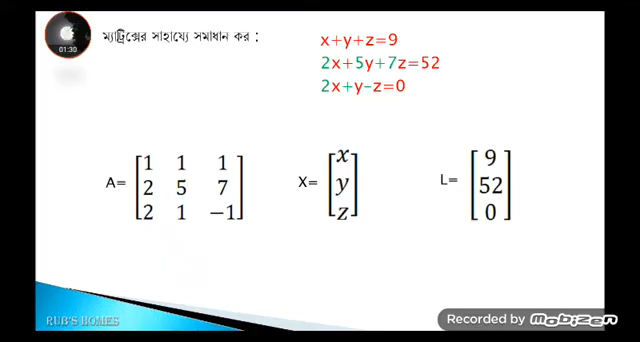 ম্যাট্রিক্সের সাহায্যে সমাধান কর :
x+y+z=9
2x+5y+7z=52
2x+y-z=0
01:30
A= [1 1 1
2 5 7
2 1 −1]
X= [x
y
z]
L= [9
52
0]
RUB'S HOMES
Recorded by MOBIZEN